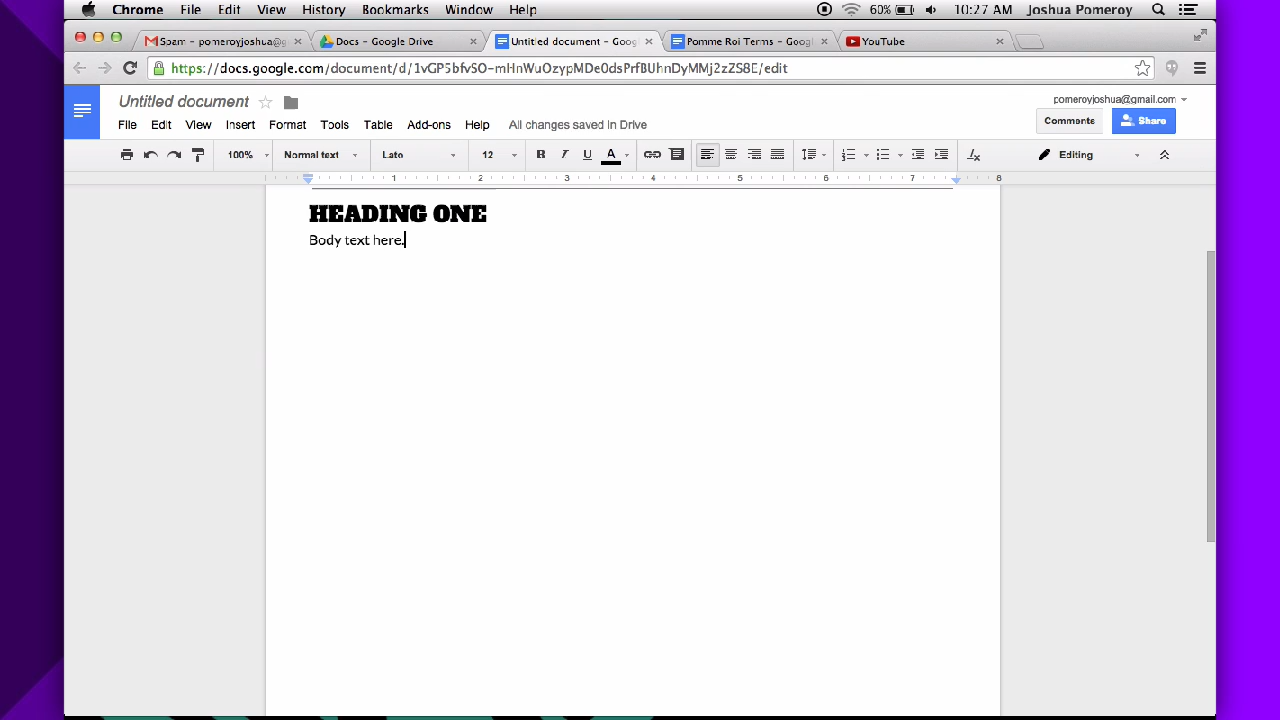 Chrome File Edit View History Bookmarks Window Help 60% 10:27 AM Joshua Pomeroy
Spam - pomeroyjoshua@g Docs - Google Drive Untitled document - Goog Pomme Roi Terms - Googl YouTube
https://docs.google.com/document/d/1vGP5bfvSO-mHnWuOzypMDe0dsPrfBUhnDyMMj2zZS8E/edit
Untitled document pomeroyjoshua@gmail.com
File Edit View Insert Format Tools Table Add-ons Help All changes saved in Drive Comments Share
100% Normal text Lato 12 B I U A Editing
1 2 3 4 5 6 7 8
HEADING ONE
Body text here.